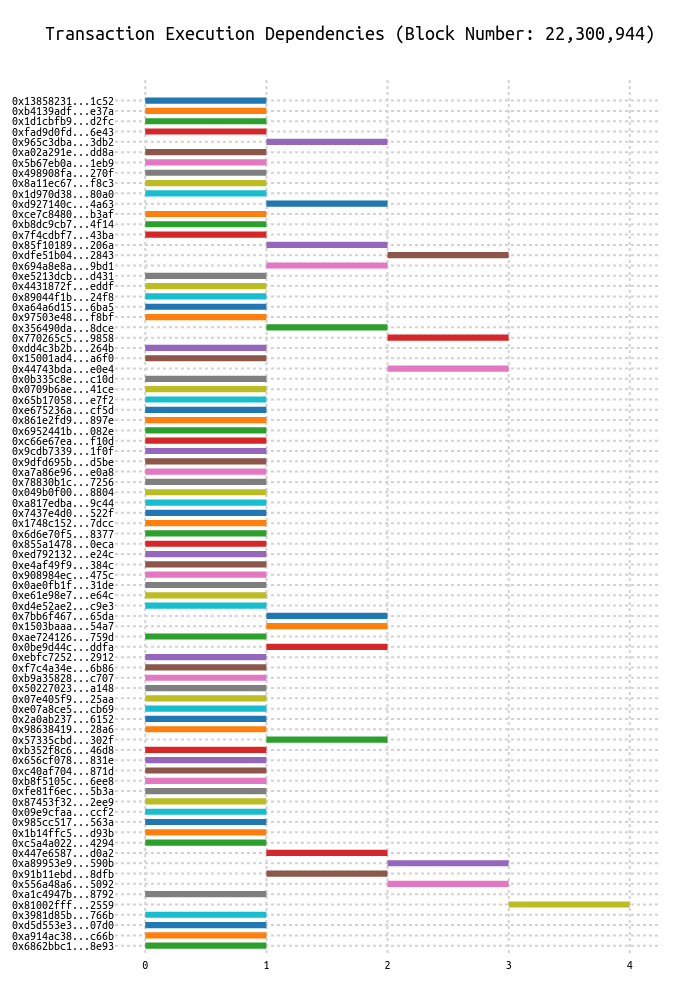 Transaction Execution Dependencies (Block Number: 22,300,944)
0x13858231...1c52
0xb4139adf...e37a
0x1d1cbfb9...d2fc
0xfad9d0fd...6e43
0x965c3dba...3db2
0xa02a291e...dd8a
0x5b67eb0a...1eb9
0x498908fa...270f
0x8a11ec67...f8c3
0x1d970d38...80a0
0xd927140c...4a63
0xce7c8480...b3af
0xb8dc9cb7...4f14
0x7f4cdbf7...43ba
0x85f10189...206a
0xdfe51b04...2843
0x694a8e8a...9bd1
0xe5213dcb...d431
0x4431872f...eddf
0x89044f1b...24f8
0xa64a6d15...6ba5
0x97503e48...f8bf
0x356490da...8dce
0x770265c5...9858
0xdd4c3b2b...264b
0x15001ad4...a6f0
0x44743bda...e0e4
0x0b335c8e...c10d
0x0709b6ae...41ce
0x65b17058...e7f2
0xe675236a...cf5d
0x861e2fd9...897e
0x6952441b...082e
0xc66e67ea...f10d
0x9cdb7339...1f0f
0x9dfd695b...d5be
0xa7a86e96...e0a8
0x78830b1c...7256
0x049b0f00...8804
0xa817edba...9c44
0x7437e4d0...522f
0x1748c152...7dcc
0x6d6e70f5...8377
0x855a1478...0eca
0xed792132...e24c
0xe4af49f9...384c
0x908984ec...475c
0x0ae0fb1f...31de
0xe61e98e7...e64c
0xd4e52ae2...c9e3
0x7bb6f467...65da
0x1503baaa...54a7
0xae724126...759d
0x0be9d44c...ddfa
0xebfc7252...2912
0xf7c4a34e...6b86
0xb9a35828...c707
0x50227023...a148
0x07e405f9...25aa
0xe07a8ce5...cb69
0x2a0ab237...6152
0x98638419...28a6
0x57335cbd...302f
0xb352f8c6...46d8
0x656cf078...831e
0xc40af704...871d
0xb8f5105c...6ee8
0xfe81f6ec...5b3a
0x87453f32...2ee9
0x09e9cfaa...ccf2
0x985cc517...563a
0x1b14ffc5...d93b
0xc5a4a022...4294
0x447e6587...d0a2
0xa89953e9...590b
0x91b11ebd...8dfb
0x556a48a6...5092
0xa1c4947b...8792
0x81002fff...2559
0x3981d85b...766b
0xd5d553e3...07d0
0xa914ac38...c66b
0x6862bbc1...8e93
0 1 2 3 4